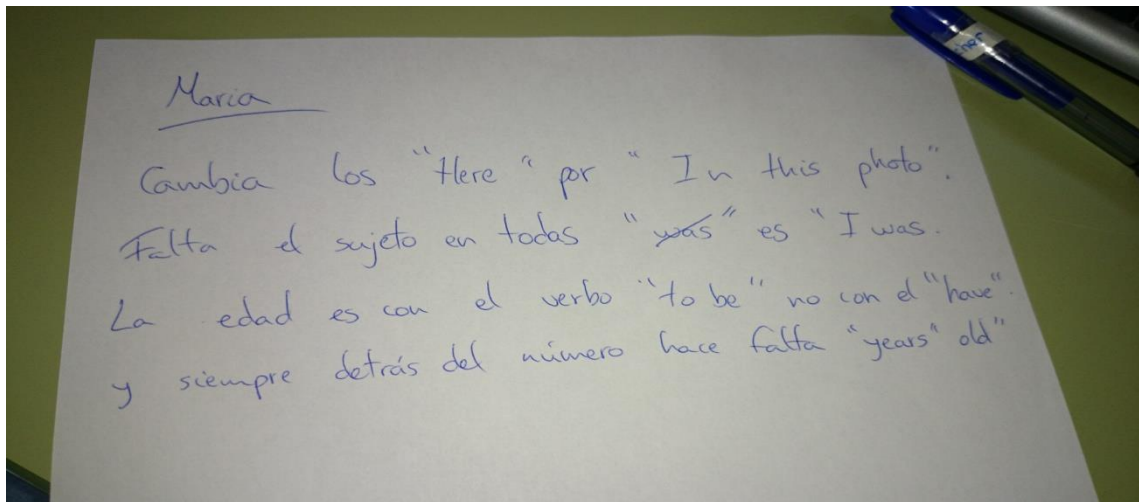 Maria
Cambia los "Here" por "In this photo".
Falta el sujeto en todas "was" es "I was.
La edad es con el verbo "to be" no con el "have".
y siempre detrás del número hace falta "years" old"